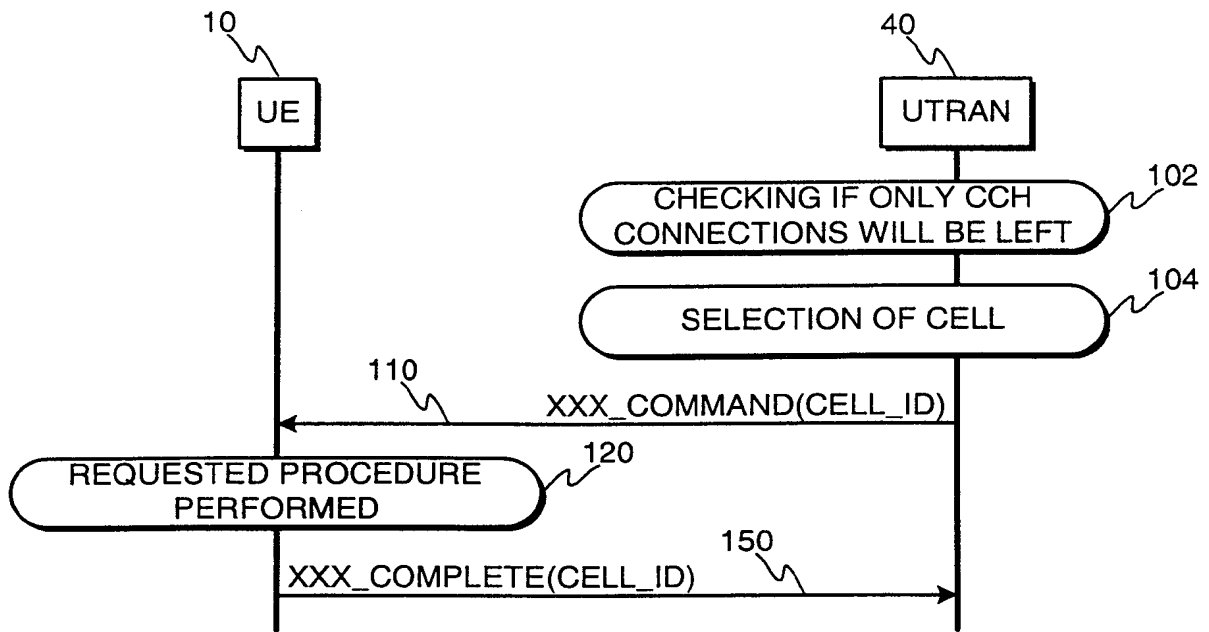 10
40
UE
UTRAN
102
CHECKING IF ONLY CCH
CONNECTIONS WILL BE LEFT
104
SELECTION OF CELL
110
XXX_COMMAND(CELL_ID)
120
REQUESTED PROCEDURE
PERFORMED
150
XXX_COMPLETE(CELL_ID)